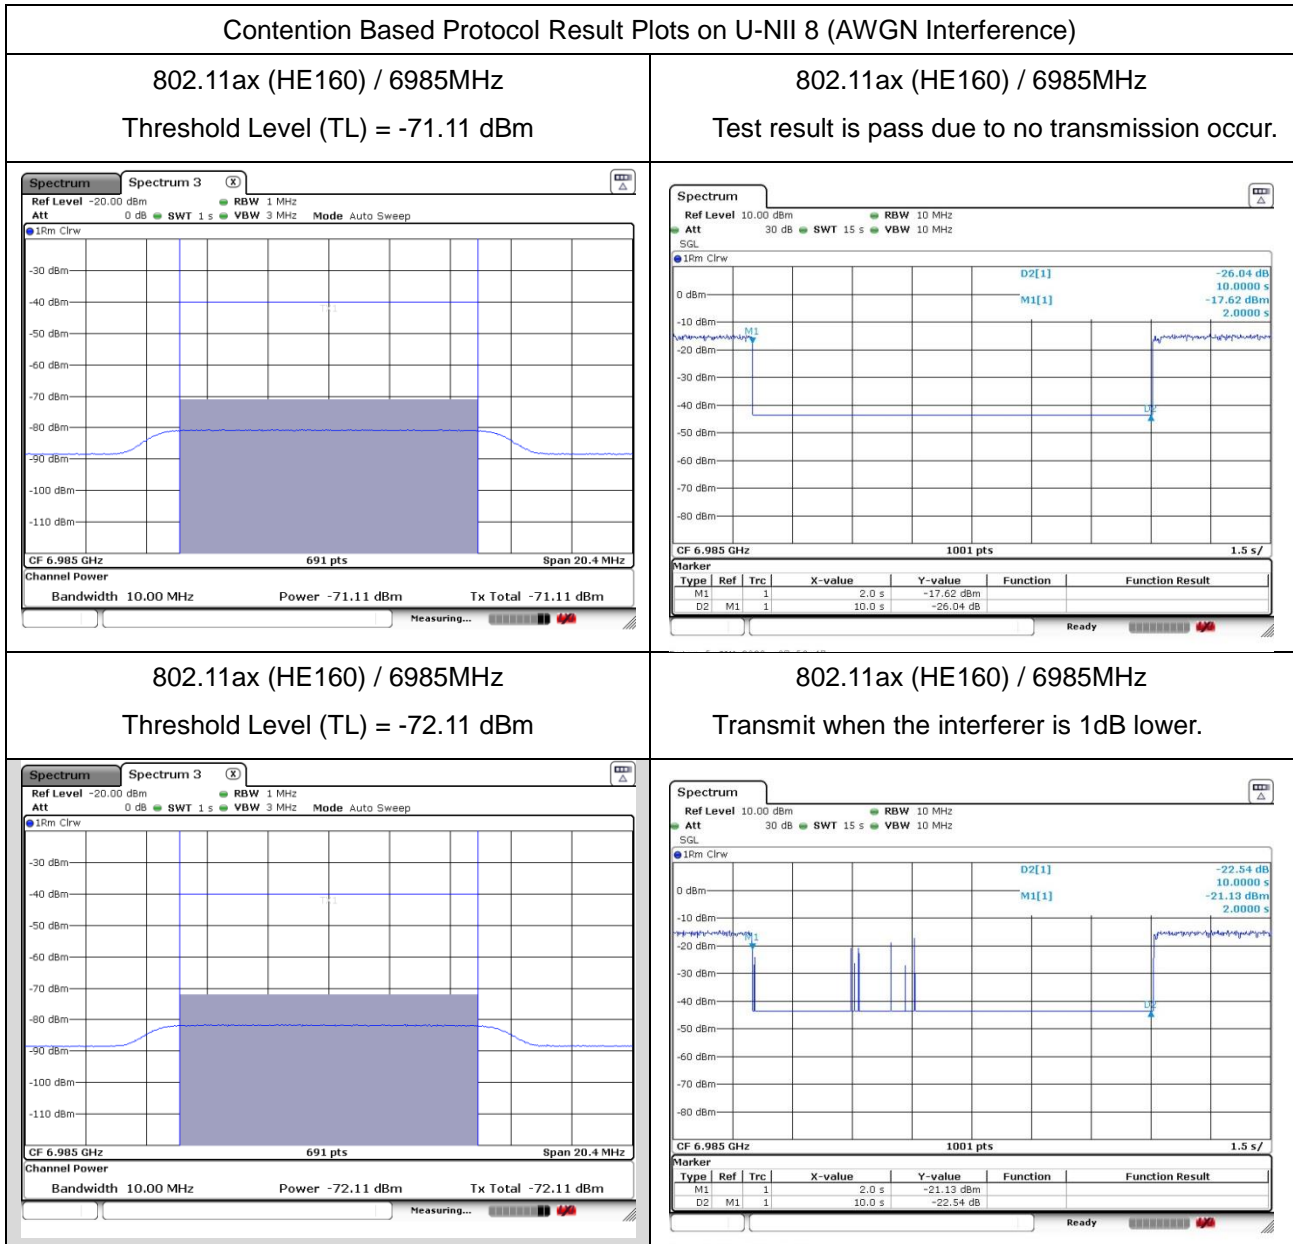 Contention Based Protocol Result Plots on U-NII 8 (AWGN Interference)
802.11ax (HE160) / 6985MHz
Threshold Level (TL) = -71.11 dBm
802.11ax (HE160) / 6985MHz
Test result is pass due to no transmission occur.
Spectrum Spectrum 3 X
Ref Level -20.00 dBm RBW 1 MHz
Att 0 dB SWT 1 s VBW 3 MHz Mode Auto Sweep
1Rm Clrw
-30 dBm
-40 dBm
-50 dBm
-60 dBm
-70 dBm
-80 dBm
-90 dBm
-100 dBm
-110 dBm
CF 6.985 GHz 691 pts Span 20.4 MHz
Channel Power
Bandwidth 10.00 MHz Power -71.11 dBm Tx Total -71.11 dBm
Measuring...
Spectrum
Ref Level 10.00 dBm RBW 10 MHz
Att 30 dB SWT 15 s VBW 10 MHz
SGL
1Rm Clrw
D2[1] -26.04 dB
10.0000 s
M1[1] -17.62 dBm
2.0000 s
0 dBm
-10 dBm
M1
-20 dBm
-30 dBm
-40 dBm
D2
-50 dBm
-60 dBm
-70 dBm
-80 dBm
CF 6.985 GHz 1001 pts 1.5 s/
Marker
Type Ref Trc X-value Y-value Function Function Result
M1 1 2.0 s -17.62 dBm
D2 M1 1 10.0 s -26.04 dB
Ready
802.11ax (HE160) / 6985MHz
Threshold Level (TL) = -72.11 dBm
802.11ax (HE160) / 6985MHz
Transmit when the interferer is 1dB lower.
Spectrum Spectrum 3 X
Ref Level -20.00 dBm RBW 1 MHz
Att 0 dB SWT 1 s VBW 3 MHz Mode Auto Sweep
1Rm Clrw
-30 dBm
-40 dBm
-50 dBm
-60 dBm
-70 dBm
-80 dBm
-90 dBm
-100 dBm
-110 dBm
CF 6.985 GHz 691 pts Span 20.4 MHz
Channel Power
Bandwidth 10.00 MHz Power -72.11 dBm Tx Total -72.11 dBm
Measuring...
Spectrum
Ref Level 10.00 dBm RBW 10 MHz
Att 30 dB SWT 15 s VBW 10 MHz
SGL
1Rm Clrw
D2[1] -22.54 dB
10.0000 s
M1[1] -21.13 dBm
2.0000 s
0 dBm
-10 dBm
M1
-20 dBm
-30 dBm
-40 dBm
D2
-50 dBm
-60 dBm
-70 dBm
-80 dBm
CF 6.985 GHz 1001 pts 1.5 s/
Marker
Type Ref Trc X-value Y-value Function Function Result
M1 1 2.0 s -21.13 dBm
D2 M1 1 10.0 s -22.54 dB
Ready